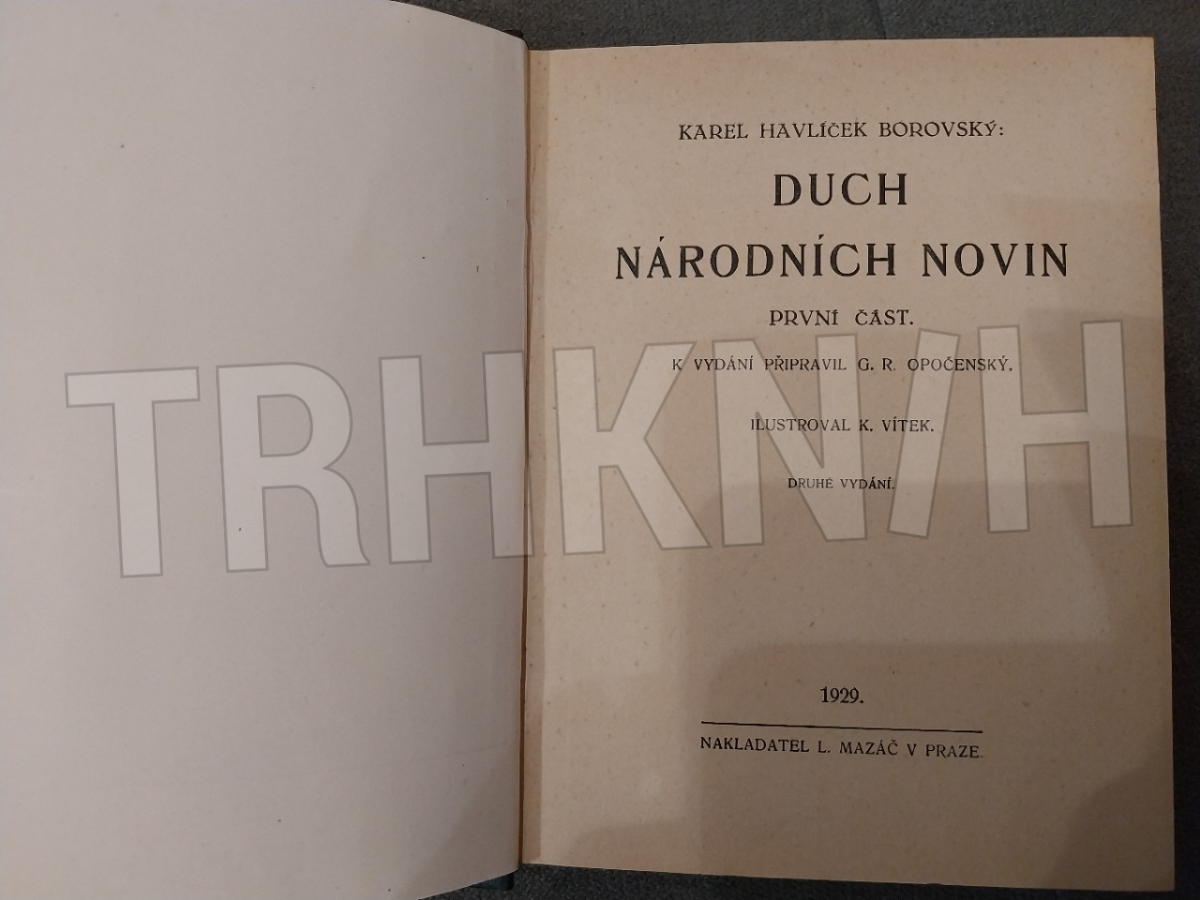 KAREL HAVLÍČEK BOROVSKÝ:
DUCH
NÁRODNÍCH NOVIN
PRVNÍ ČÁST.
K VYDÁNÍ PŘIPRAVIL G. R. OPOČENSKÝ.
ILUSTROVAL K. VÍTEK.
DRUHÉ VYDÁNÍ.
TRHKN/H
1929.
NAKLADATEL L. MAZÁČ V PRAZE.